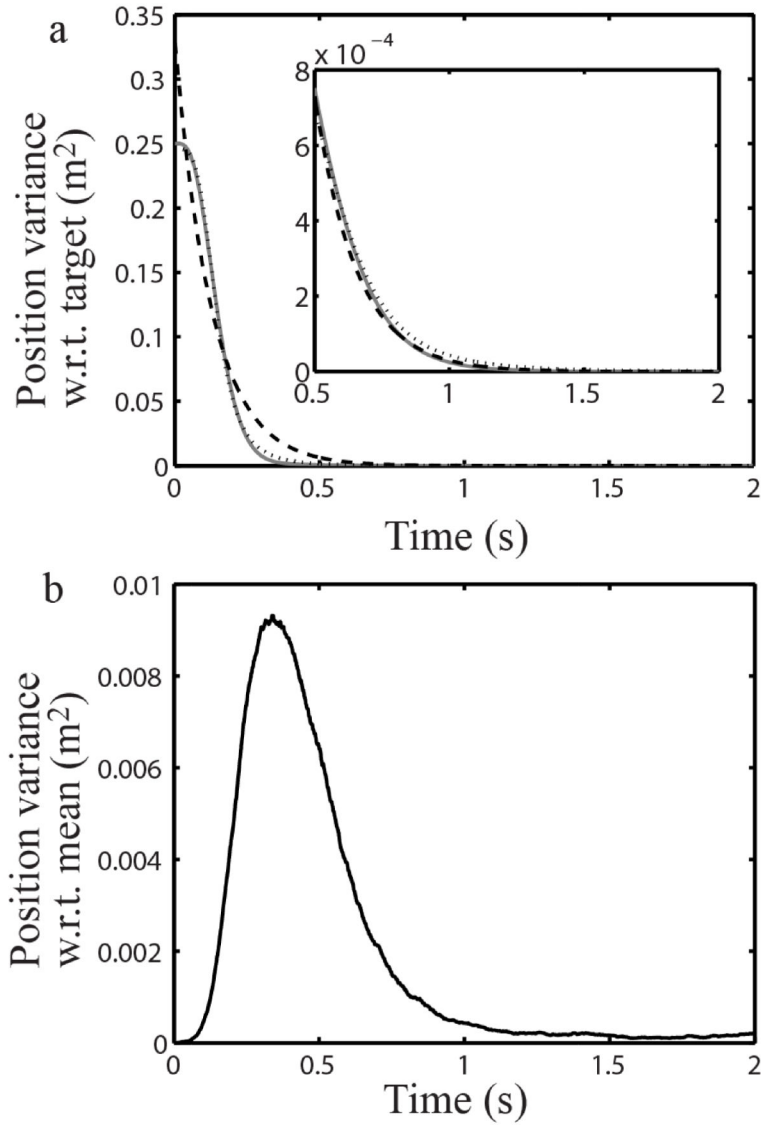 a
Position variance
w.r.t. target (m²)
0.35
0.3
0.25
0.2
0.15
0.1
0.05
0
0 0.5 1 1.5 2
Time (s)
x 10⁻⁴
8
6
4
2
0
0.5 1 1.5 2
b
Position variance
w.r.t. mean (m²)
0.01
0.008
0.006
0.004
0.002
0
0 0.5 1 1.5 2
Time (s)